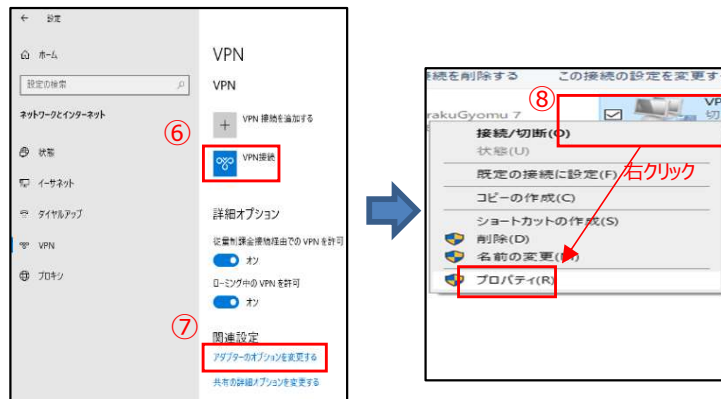 ← 設定
ホーム
設定の検索
ネットワークとインターネット
状態
イーサネット
ダイヤルアップ
VPN
プロキシ
VPN
VPN
⑥
VPN 接続を追加する
VPN接続
詳細オプション
従量制課金接続経由での VPN を許可
オン
ローミング中の VPN を許可
オン
⑦
関連設定
アダプターのオプションを変更する
共有の詳細オプションを変更する
接続を削除する この接続の設定を変更す
⑧
rakuGyomu 7
VP
切
接続/切断(O)
状態(U)
既定の接続に設定(F)
右クリック
コピーの作成(C)
ショートカットの作成(S)
削除(D)
名前の変更(M)
プロパティ(R)